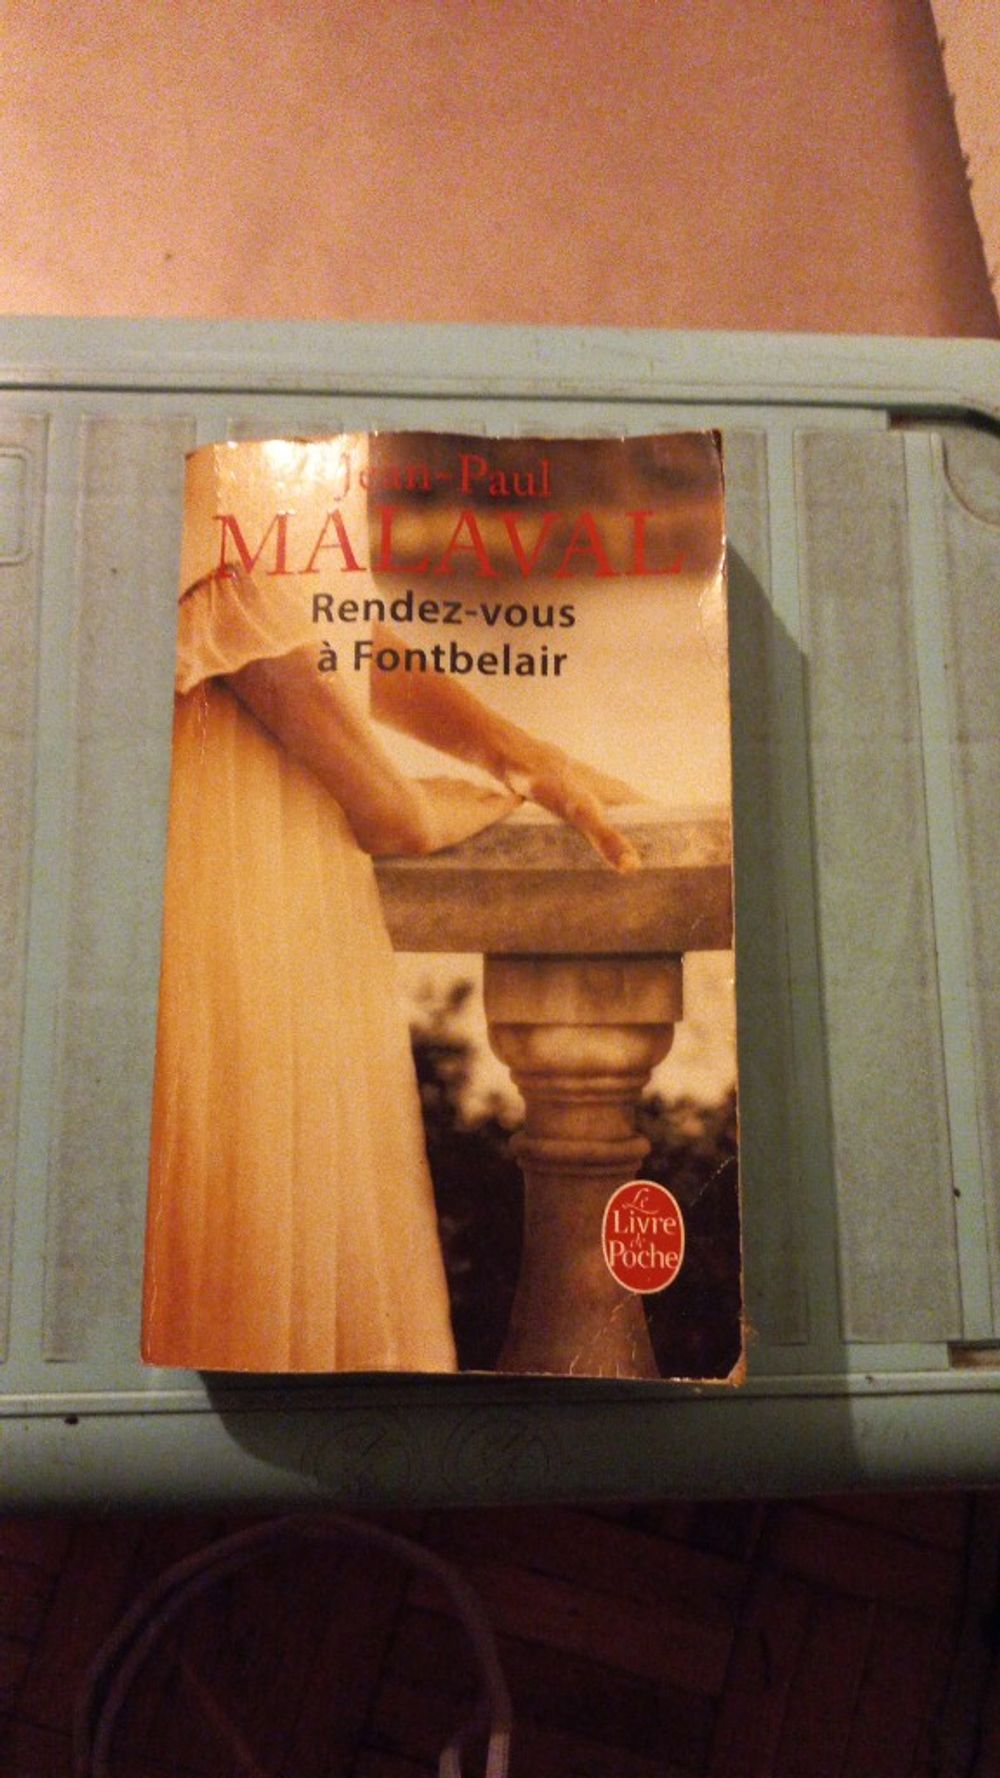 Jean-Paul
MALAVAL
Rendez-vous
à Fontbelair
Le
Livre
de
Poche